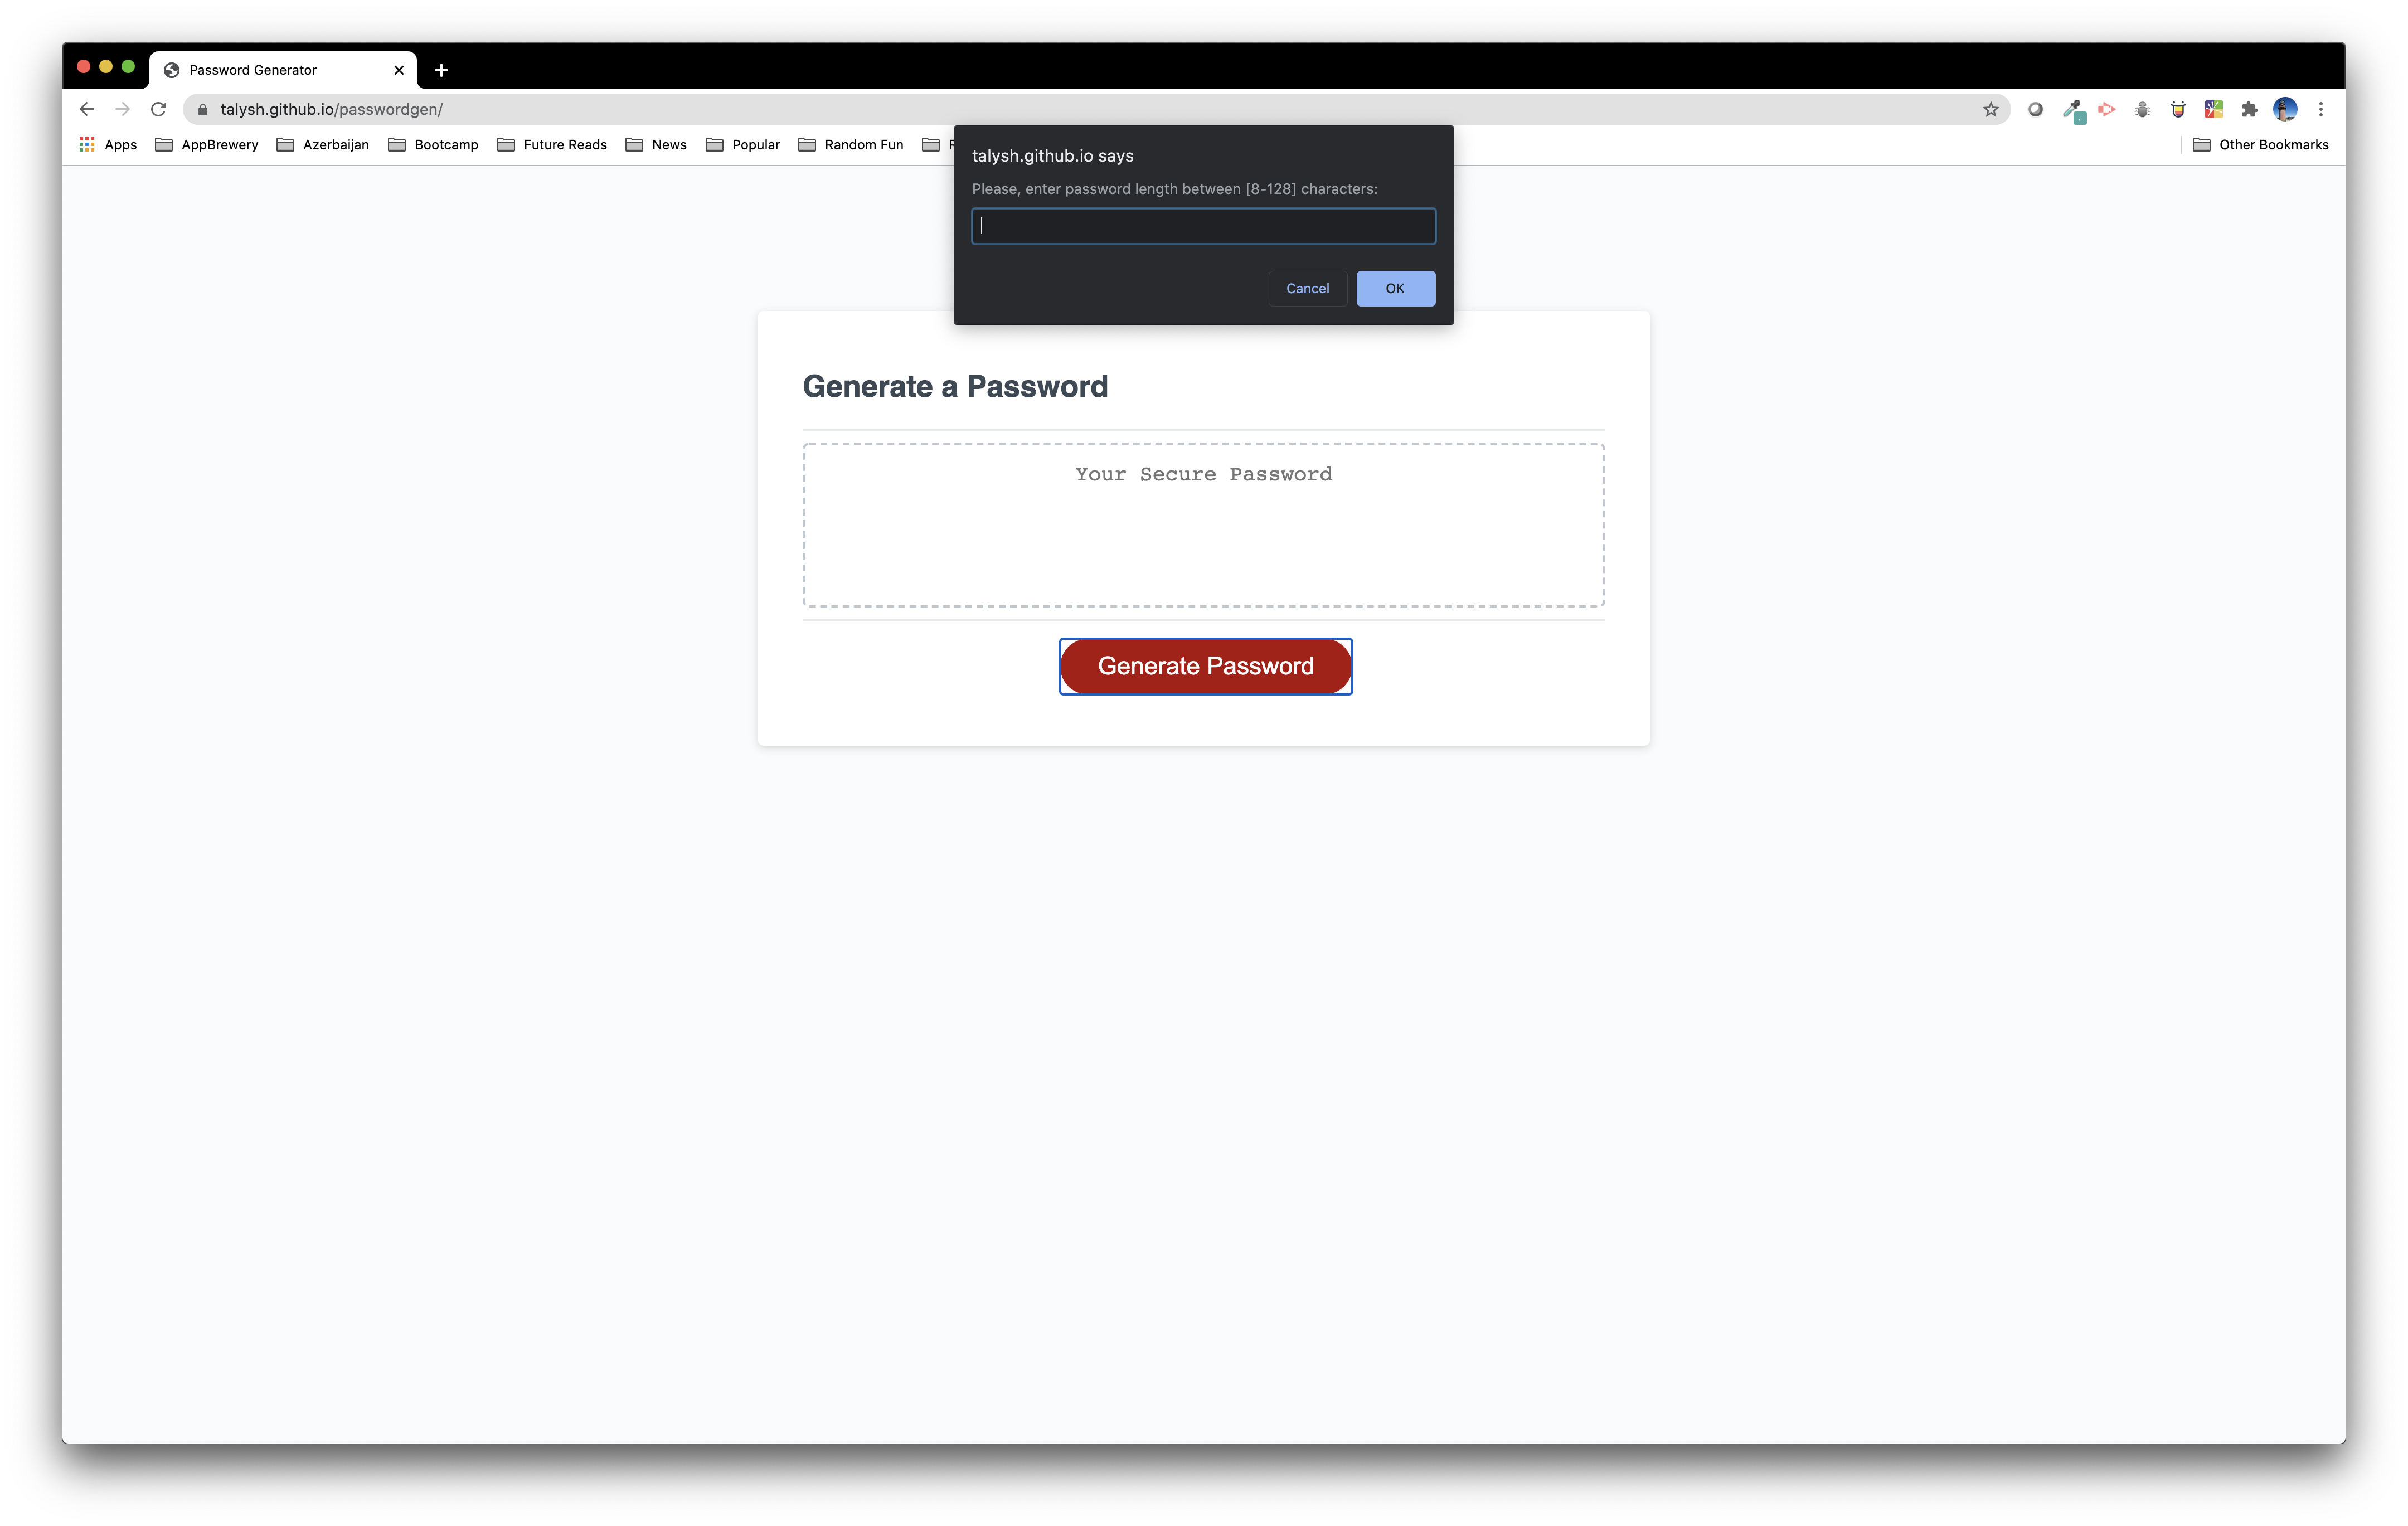 Password Generator
talysh.github.io/passwordgen/
Apps AppBrewery Azerbaijan Bootcamp Future Reads News Popular Random Fun Other Bookmarks
talysh.github.io says
Please, enter password length between [8-128] characters:
Cancel OK
Generate a Password
Your Secure Password
Generate Password